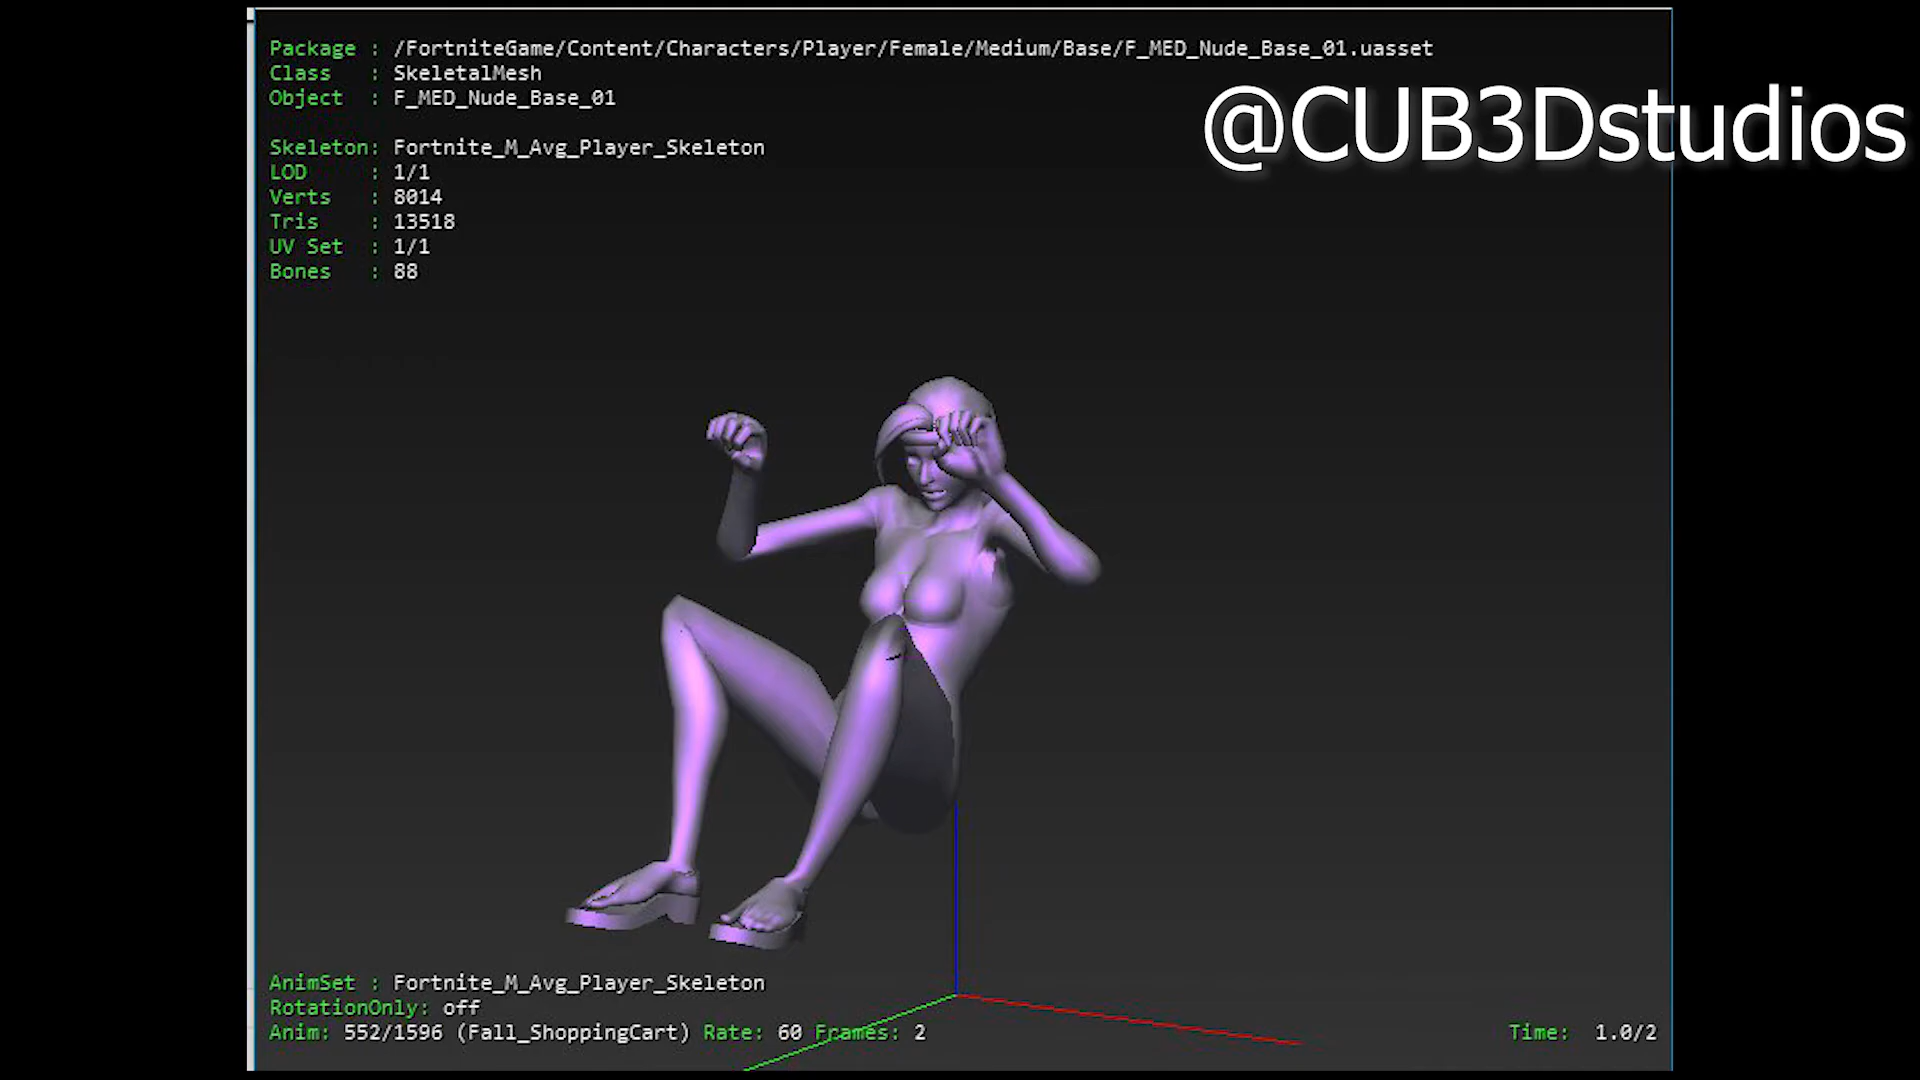 Package : /FortniteGame/Content/Characters/Player/Female/Medium/Base/F_MED_Nude_Base_01.uasset
Class : SkeletalMesh
Object : F_MED_Nude_Base_01
@CUB3Dstudios
Skeleton: Fortnite_M_Avg_Player_Skeleton
LOD : 1/1
Verts : 8014
Tris : 13518
UV Set : 1/1
Bones : 88
AnimSet : Fortnite_M_Avg_Player_Skeleton
RotationOnly: off
Anim: 552/1596 (Fall_ShoppingCart) Rate: 60 Frames: 2
Time: 1.0/2